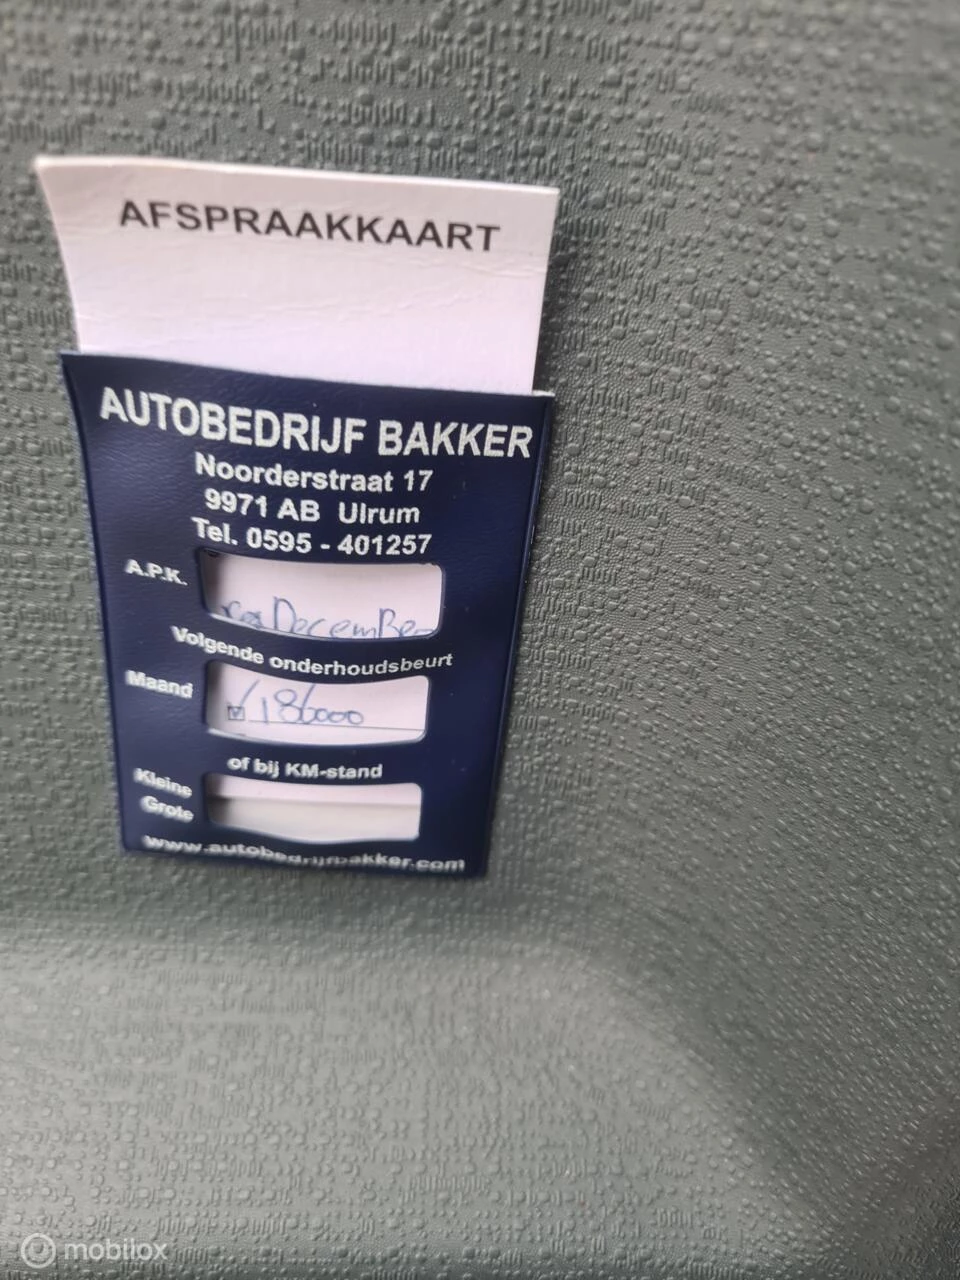 AFSPRAAKKAART
AUTOBEDRIJF BAKKER
Noorderstraat 17
9971 AB Ulrum
Tel. 0595 - 401257
A.P.K.
December
Volgende onderhoudsbeurt
Maand
186000
of bij KM-stand
Kleine
Grote
www.autobedrijfbakker.com
mobilox